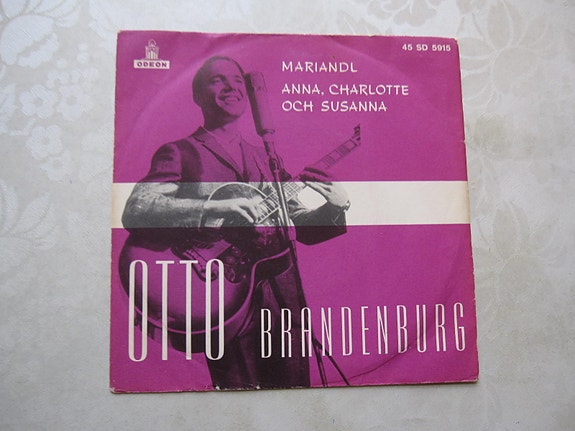 ODEON
45 SD 5915
MARIANDL
ANNA, CHARLOTTE
OCH SUSANNA
OTTO BRANDENBURG